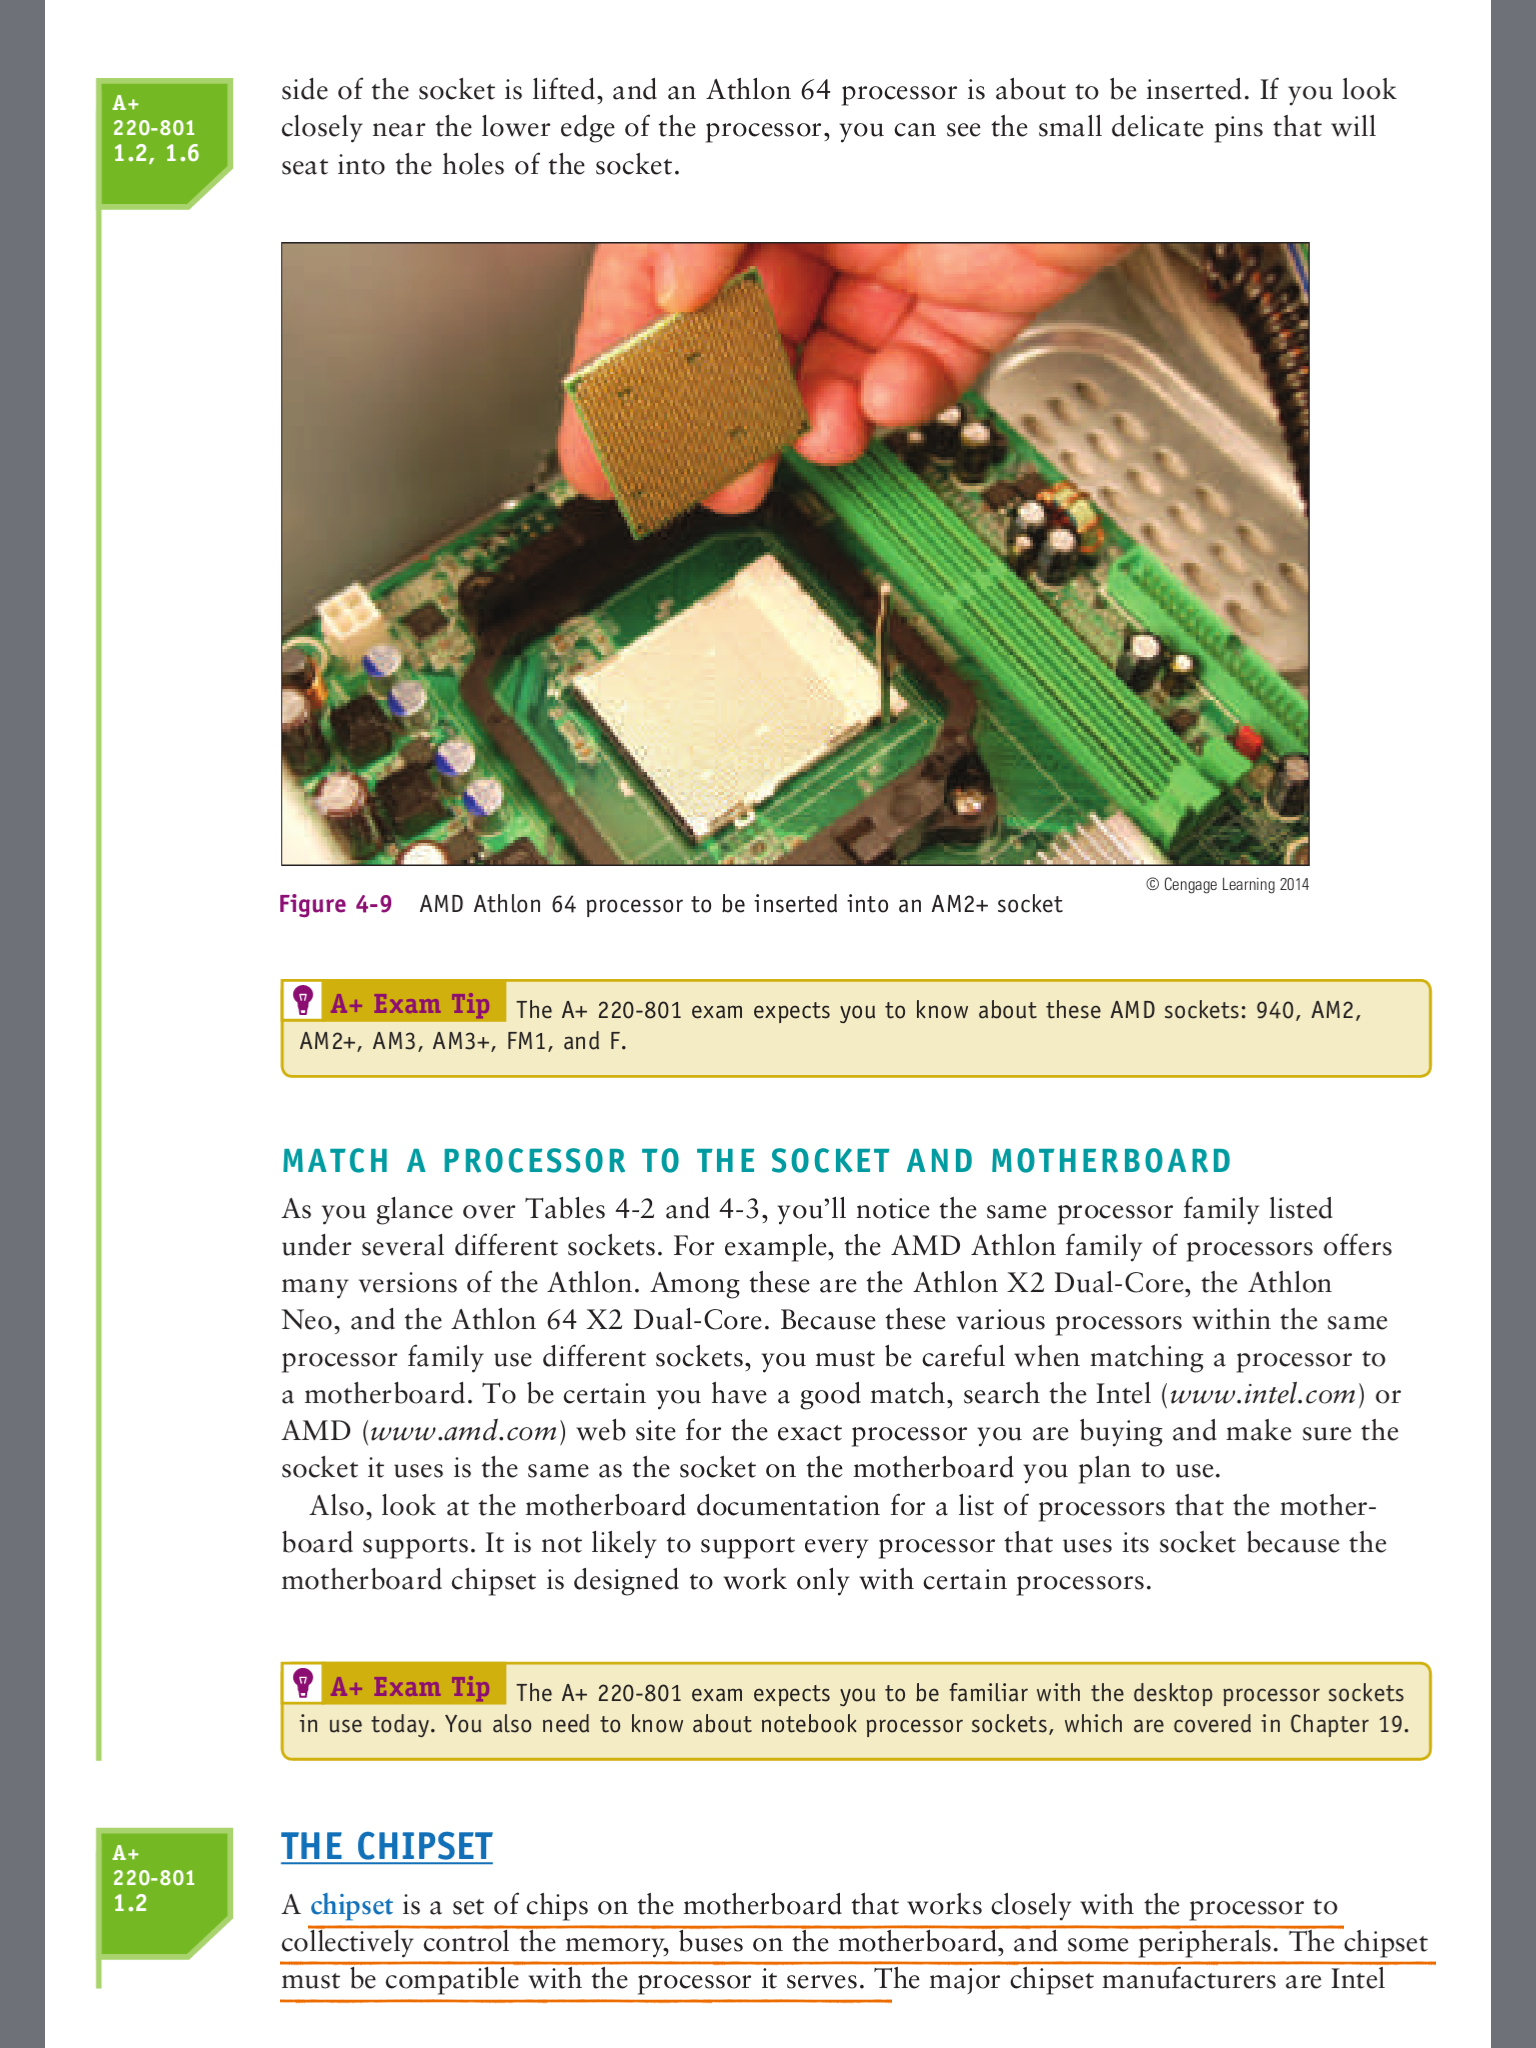 A+
220-801
1.2, 1.6
side of the socket is lifted, and an Athlon 64 processor is about to be inserted. If you look
closely near the lower edge of the processor, you can see the small delicate pins that will
seat into the holes of the socket.
© Cengage Learning 2014
Figure 4-9 AMD Athlon 64 processor to be inserted into an AM2+ socket
A+ Exam Tip The A+ 220-801 exam expects you to know about these AMD sockets: 940, AM2,
AM2+, AM3, AM3+, FM1, and F.
MATCH A PROCESSOR TO THE SOCKET AND MOTHERBOARD
As you glance over Tables 4-2 and 4-3, you'll notice the same processor family listed
under several different sockets. For example, the AMD Athlon family of processors offers
many versions of the Athlon. Among these are the Athlon X2 Dual-Core, the Athlon
Neo, and the Athlon 64 X2 Dual-Core. Because these various processors within the same
processor family use different sockets, you must be careful when matching a processor to
a motherboard. To be certain you have a good match, search the Intel (www.intel.com) or
AMD (www.amd.com) web site for the exact processor you are buying and make sure the
socket it uses is the same as the socket on the motherboard you plan to use.
Also, look at the motherboard documentation for a list of processors that the mother-
board supports. It is not likely to support every processor that uses its socket because the
motherboard chipset is designed to work only with certain processors.
A+ Exam Tip The A+ 220-801 exam expects you to be familiar with the desktop processor sockets
in use today. You also need to know about notebook processor sockets, which are covered in Chapter 19.
A+
220-801
1.2
THE CHIPSET
A chipset is a set of chips on the motherboard that works closely with the processor to
collectively control the memory, buses on the motherboard, and some peripherals. The chipset
must be compatible with the processor it serves. The major chipset manufacturers are Intel